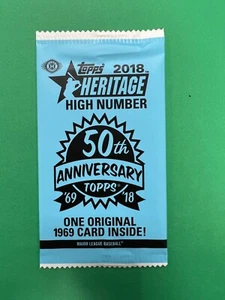 TOPPS 2018
HERITAGE
HIGH NUMBER
50th
ANNIVERSARY
'69 TOPPS '18
ONE ORIGINAL
1969 CARD INSIDE!
MAJOR LEAGUE BASEBALL